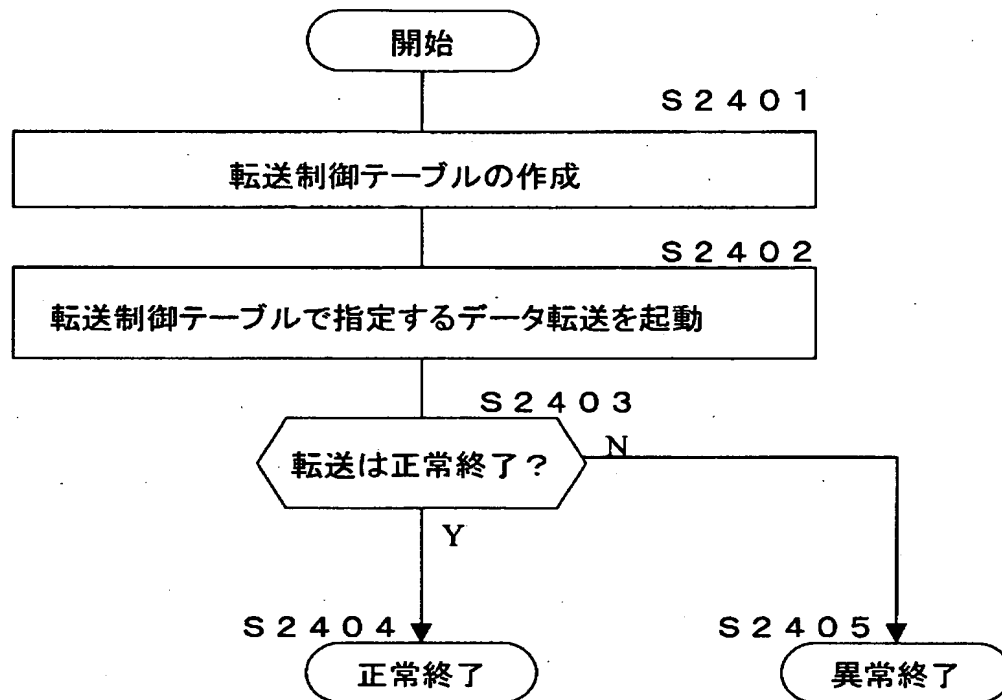 開始
S2401
転送制御テーブルの作成
S2402
転送制御テーブルで指定するデータ転送を起動
S2403
転送は正常終了?
N
Y
S2404
正常終了
S2405
異常終了